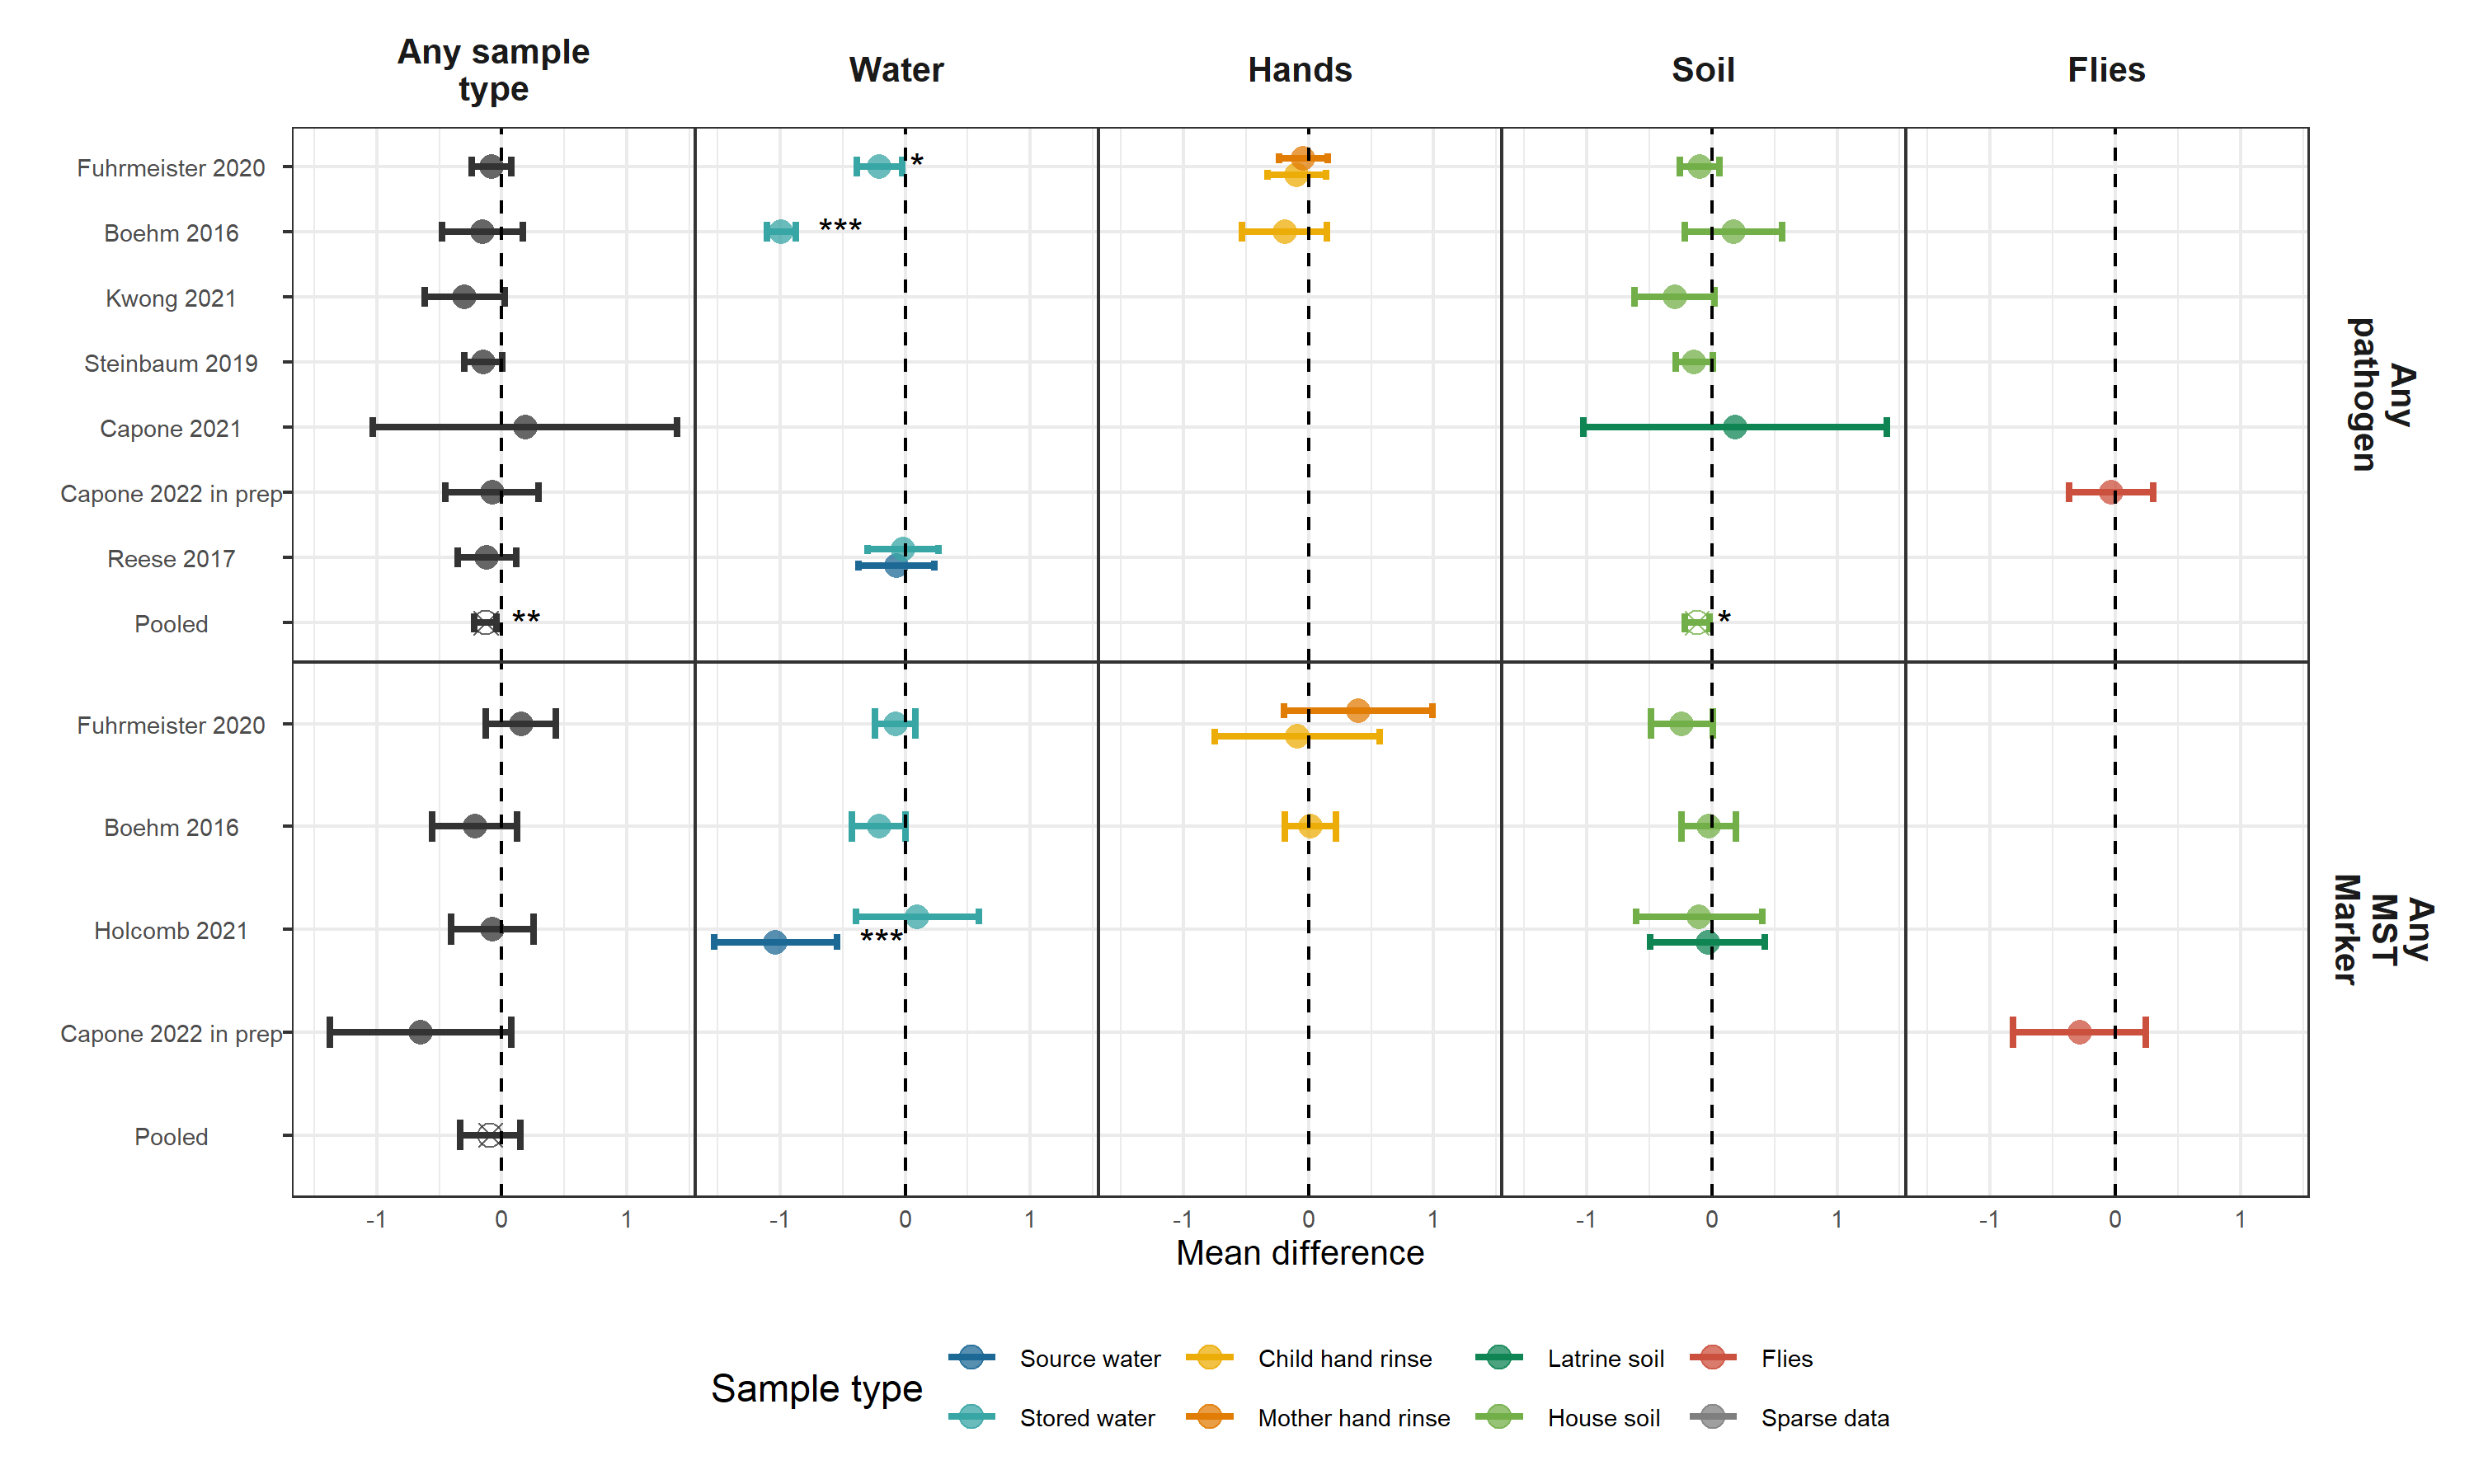 Any sample
type
Water
Hands
Soil
Flies
Fuhrmeister 2020
*
Boehm 2016
***
Kwong 2021
Steinbaum 2019
Capone 2021
Capone 2022 in prep
Reese 2017
Pooled
**
*
Any
pathogen
Fuhrmeister 2020
Boehm 2016
Holcomb 2021
***
Capone 2022 in prep
Pooled
Any
MST
Marker
-1 0 1 -1 0 1 -1 0 1 -1 0 1 -1 0 1
Mean difference
Sample type
Source water
Child hand rinse
Latrine soil
Flies
Stored water
Mother hand rinse
House soil
Sparse data